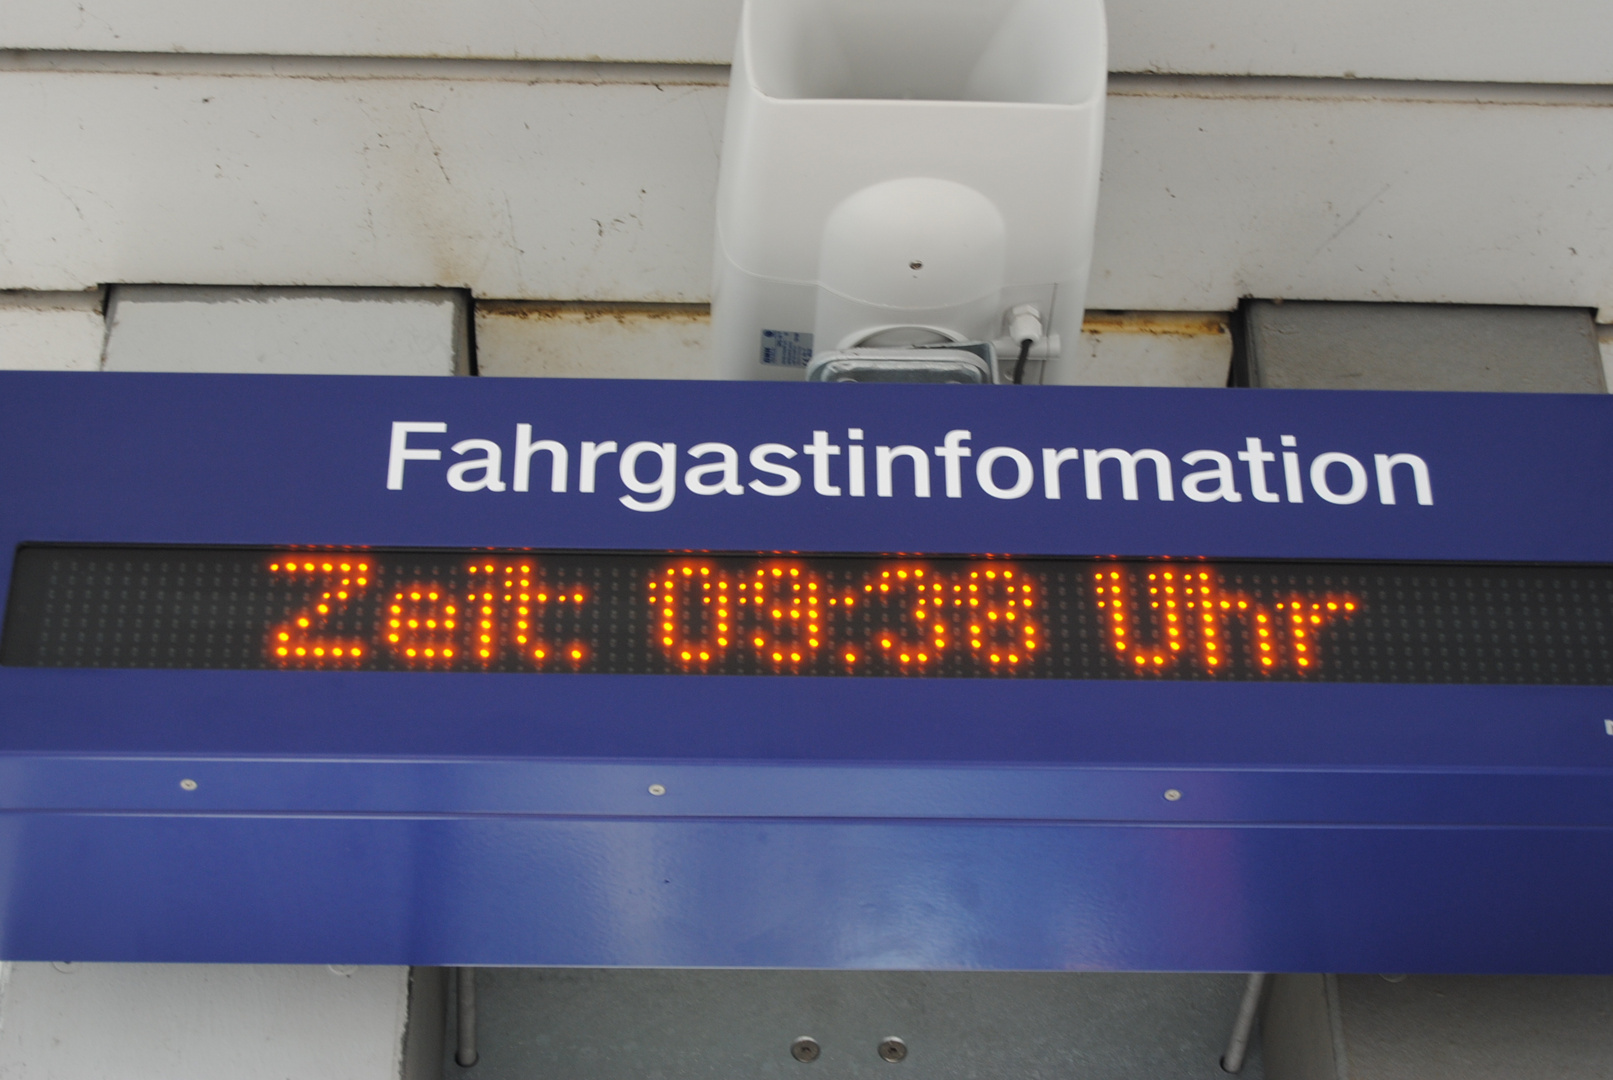 Fahrgastinformation
Zeit: 09:38 Uhr